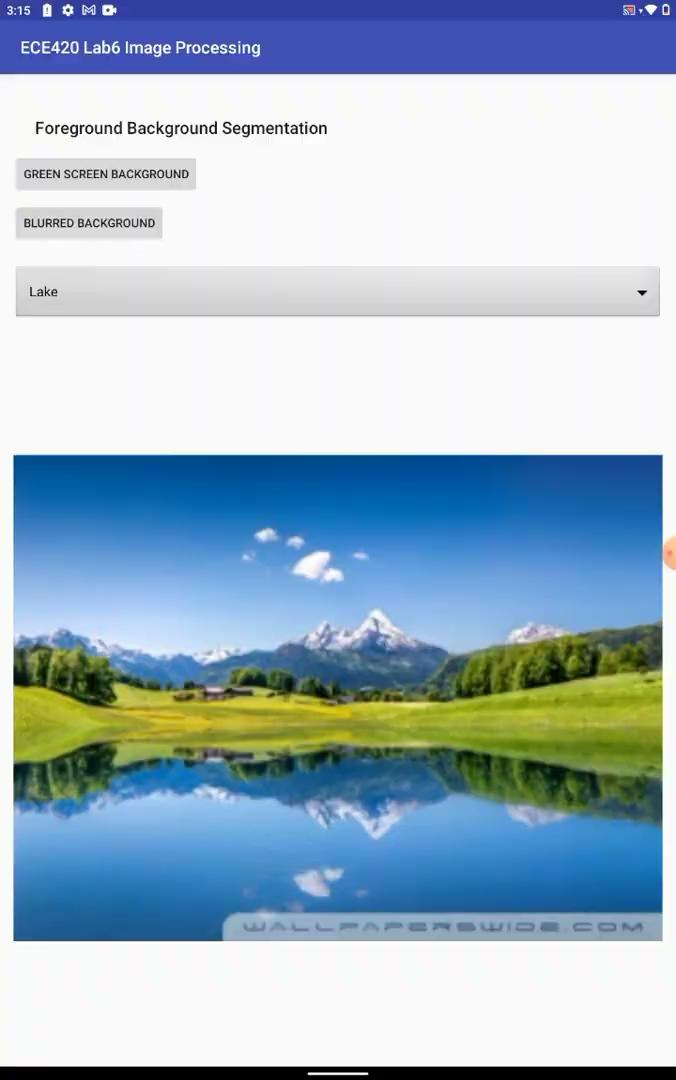 3:15
ECE420 Lab6 Image Processing
Foreground Background Segmentation
GREEN SCREEN BACKGROUND
BLURRED BACKGROUND
Lake
WALLPAPERSWIDE.COM